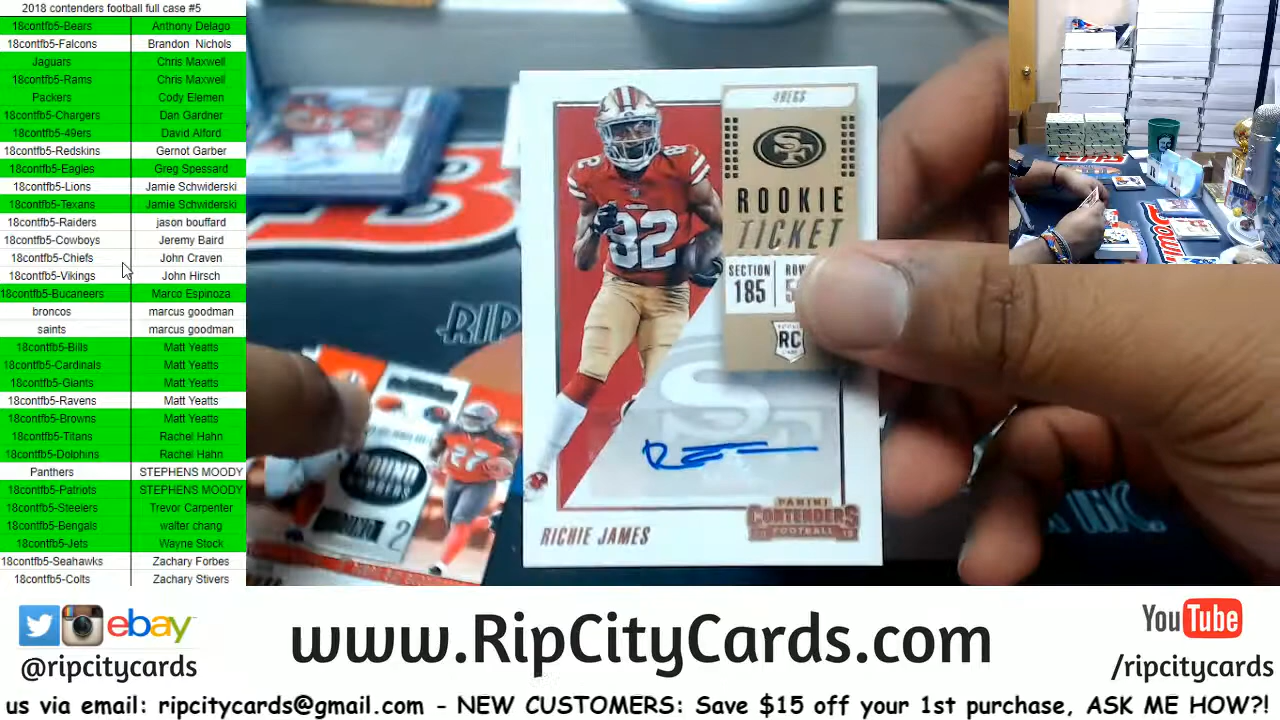 2018 contenders football full case #5
18contfb5-Bears Anthony Delago
18contfb5-Falcons Brandon Nichols
Jaguars Chris Maxwell
18contfb5-Rams Chris Maxwell
Packers Cody Elemen
18contfb5-Chargers Dan Gardner
18contfb5-49ers David Alford
18contfb5-Redskins Gernot Garber
18contfb5-Eagles Greg Spessard
18contfb5-Lions Jamie Schwiderski
18contfb5-Texans Jamie Schwiderski
18contfb5-Raiders jason bouffard
18contfb5-Cowboys Jeremy Baird
18contfb5-Chiefs John Craven
18contfb5-Vikings John Hirsch
18contfb5-Bucaneers Marco Espinoza
broncos marcus goodman
saints marcus goodman
18contfb5-Bills Matt Yeatts
18contfb5-Cardinals Matt Yeatts
18contfb5-Giants Matt Yeatts
18contfb5-Ravens Matt Yeatts
18contfb5-Browns Matt Yeatts
18contfb5-Titans Rachel Hahn
18contfb5-Dolphins Rachel Hahn
Panthers STEPHENS MOODY
18contfb5-Patriots STEPHENS MOODY
18contfb5-Steelers Trevor Carpenter
18contfb5-Bengals walter chang
18contfb5-Jets Wayne Stock
18contfb5-Seahawks Zachary Forbes
18contfb5-Colts Zachary Stivers
49ERS
SF
ROOKIE
TICKET
SECTION
185
RC
82
RICHIE JAMES
PANINI
CONTENDERS
FOOTBALL
RIP
ROUND
2
ebay
@ripcitycards
www.RipCityCards.com
YouTube
/ripcitycards
us via email: ripcitycards@gmail.com - NEW CUSTOMERS: Save $15 off your 1st purchase, ASK ME HOW?!